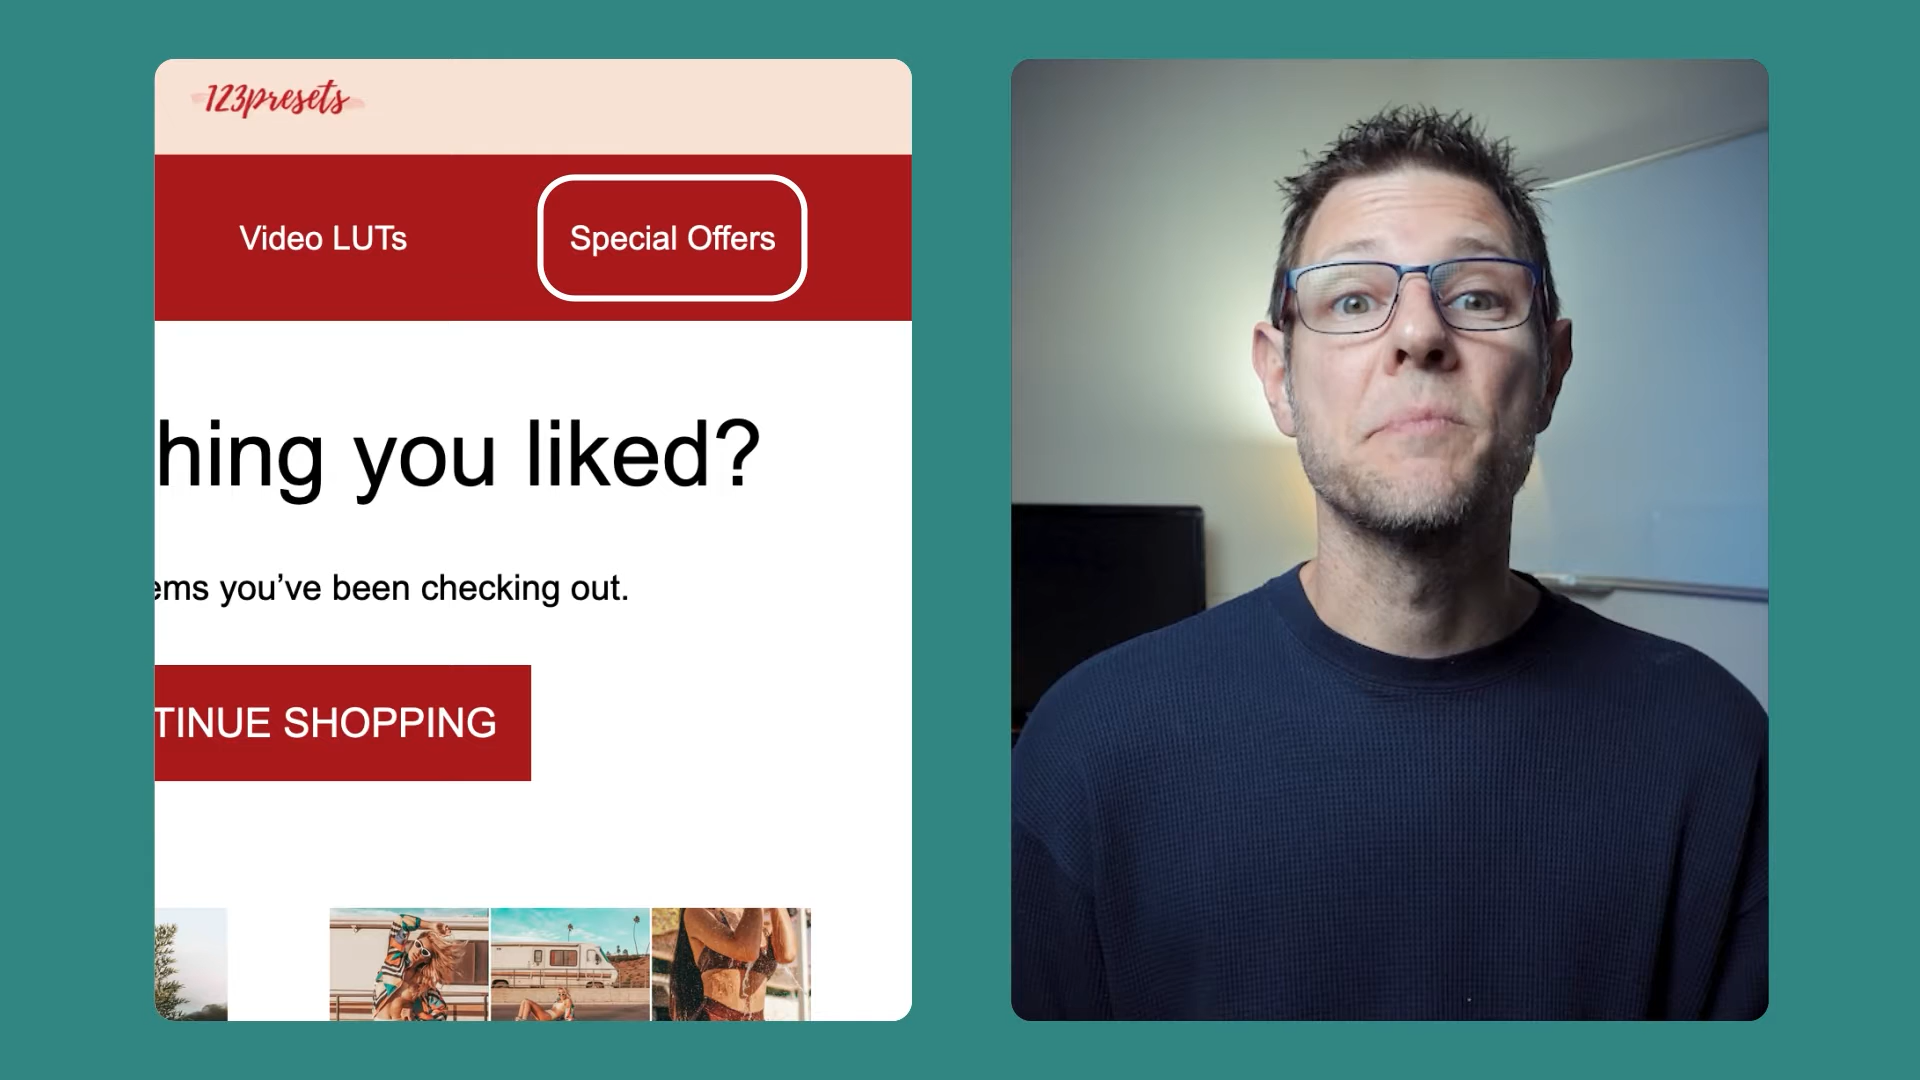 123presets
Video LUTs
Special Offers
hing you liked?
ems you've been checking out.
TINUE SHOPPING